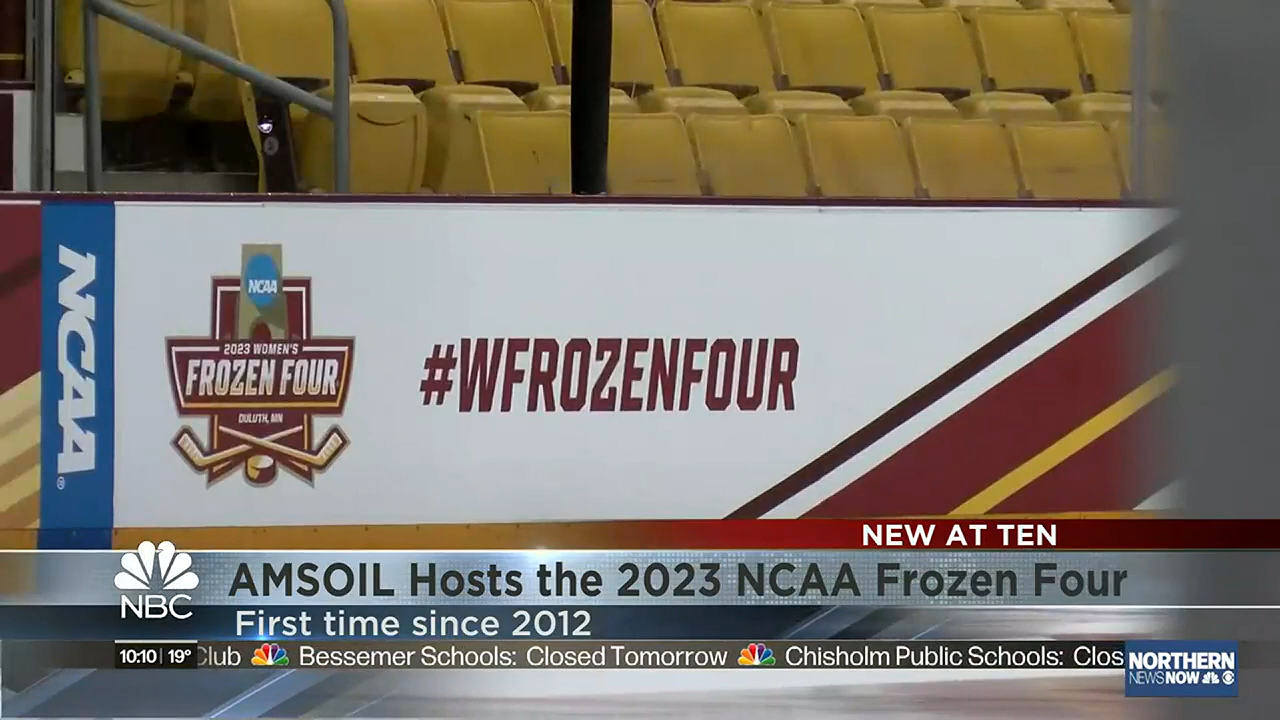 NCAA
NCAA
2023 WOMEN'S
FROZEN FOUR
DULUTH, MN
#WFROZENFOUR
NEW AT TEN
AMSOIL Hosts the 2023 NCAA Frozen Four
First time since 2012
NBC
10:10 19° Club Bessemer Schools: Closed Tomorrow Chisholm Public Schools: Clos
NORTHERN
NEWS NOW